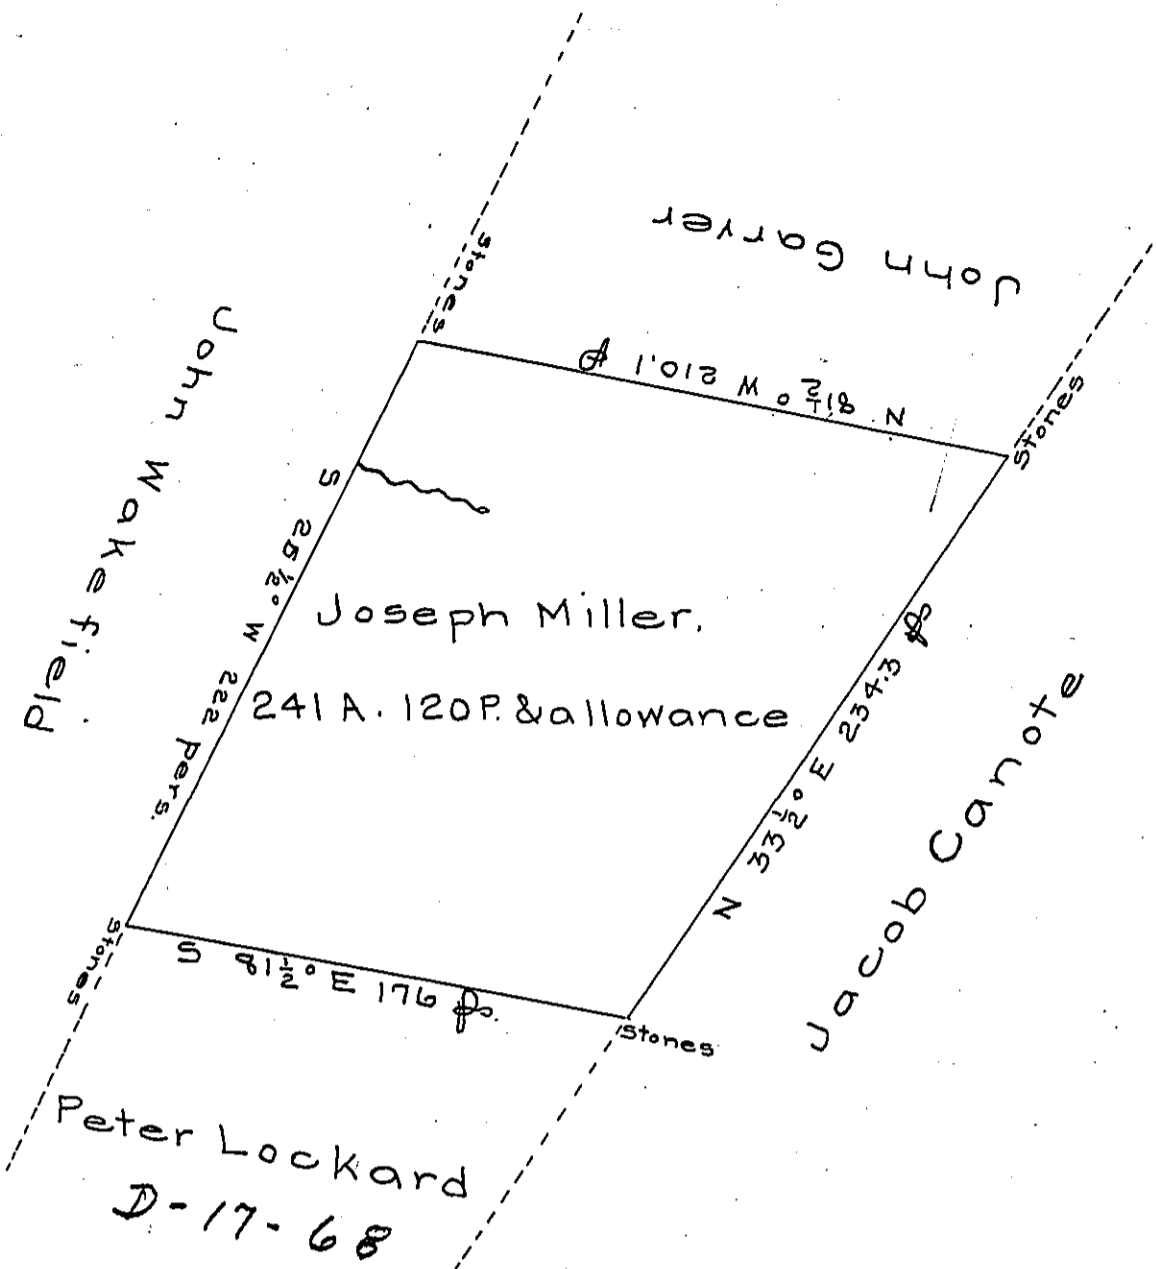 John Garver
Stones
N 81½° W 210.1 p
Stones
John Wakefield.
S 25½° W 222 pers.
Joseph Miller.
241 A. 120P. & allowance
N 33½° E 234.3 ps
Jacob Canote
Stones
S 81½° E 176 ps.
Stones
Peter Lockard
D-17-68